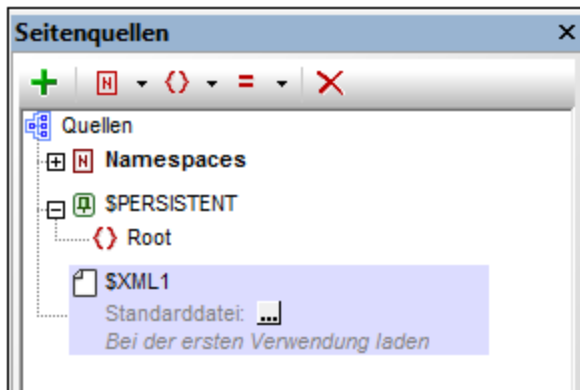 Seitenquellen
Quellen
Namespaces
$PERSISTENT
{} Root
$XML1
Standarddatei: ...
Bei der ersten Verwendung laden